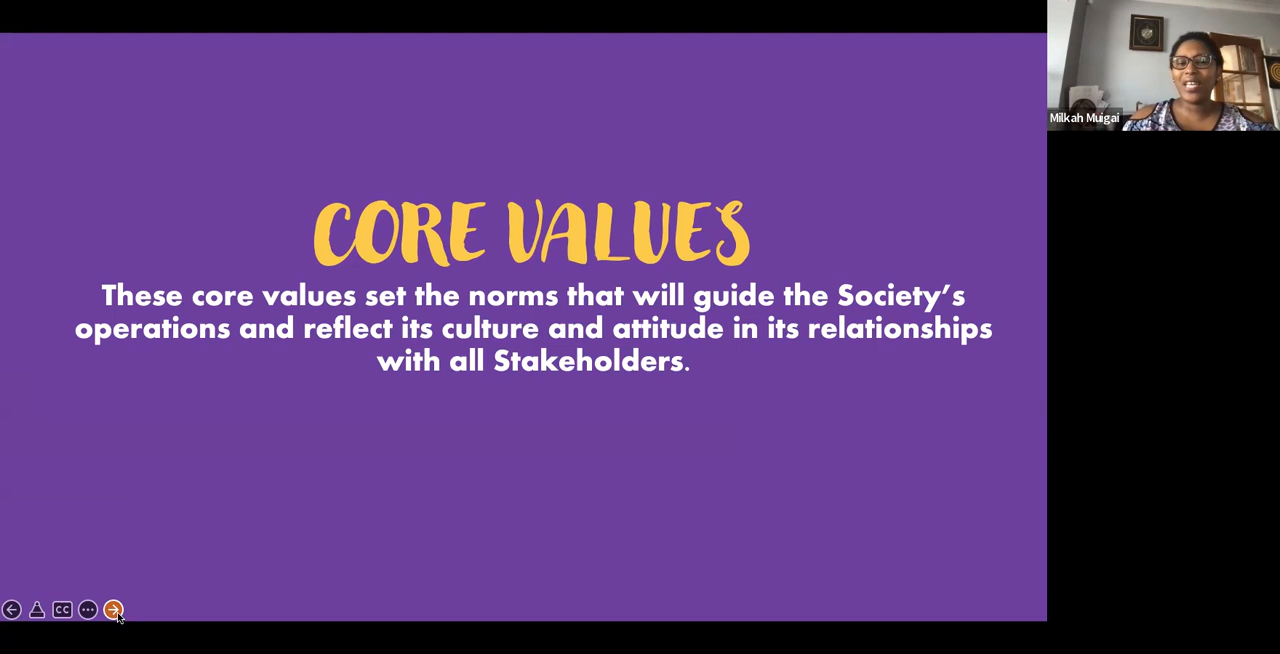 CORE VALUES
These core values set the norms that will guide the Society’s
operations and reflect its culture and attitude in its relationships
with all Stakeholders.
Milkah Muigai
CC